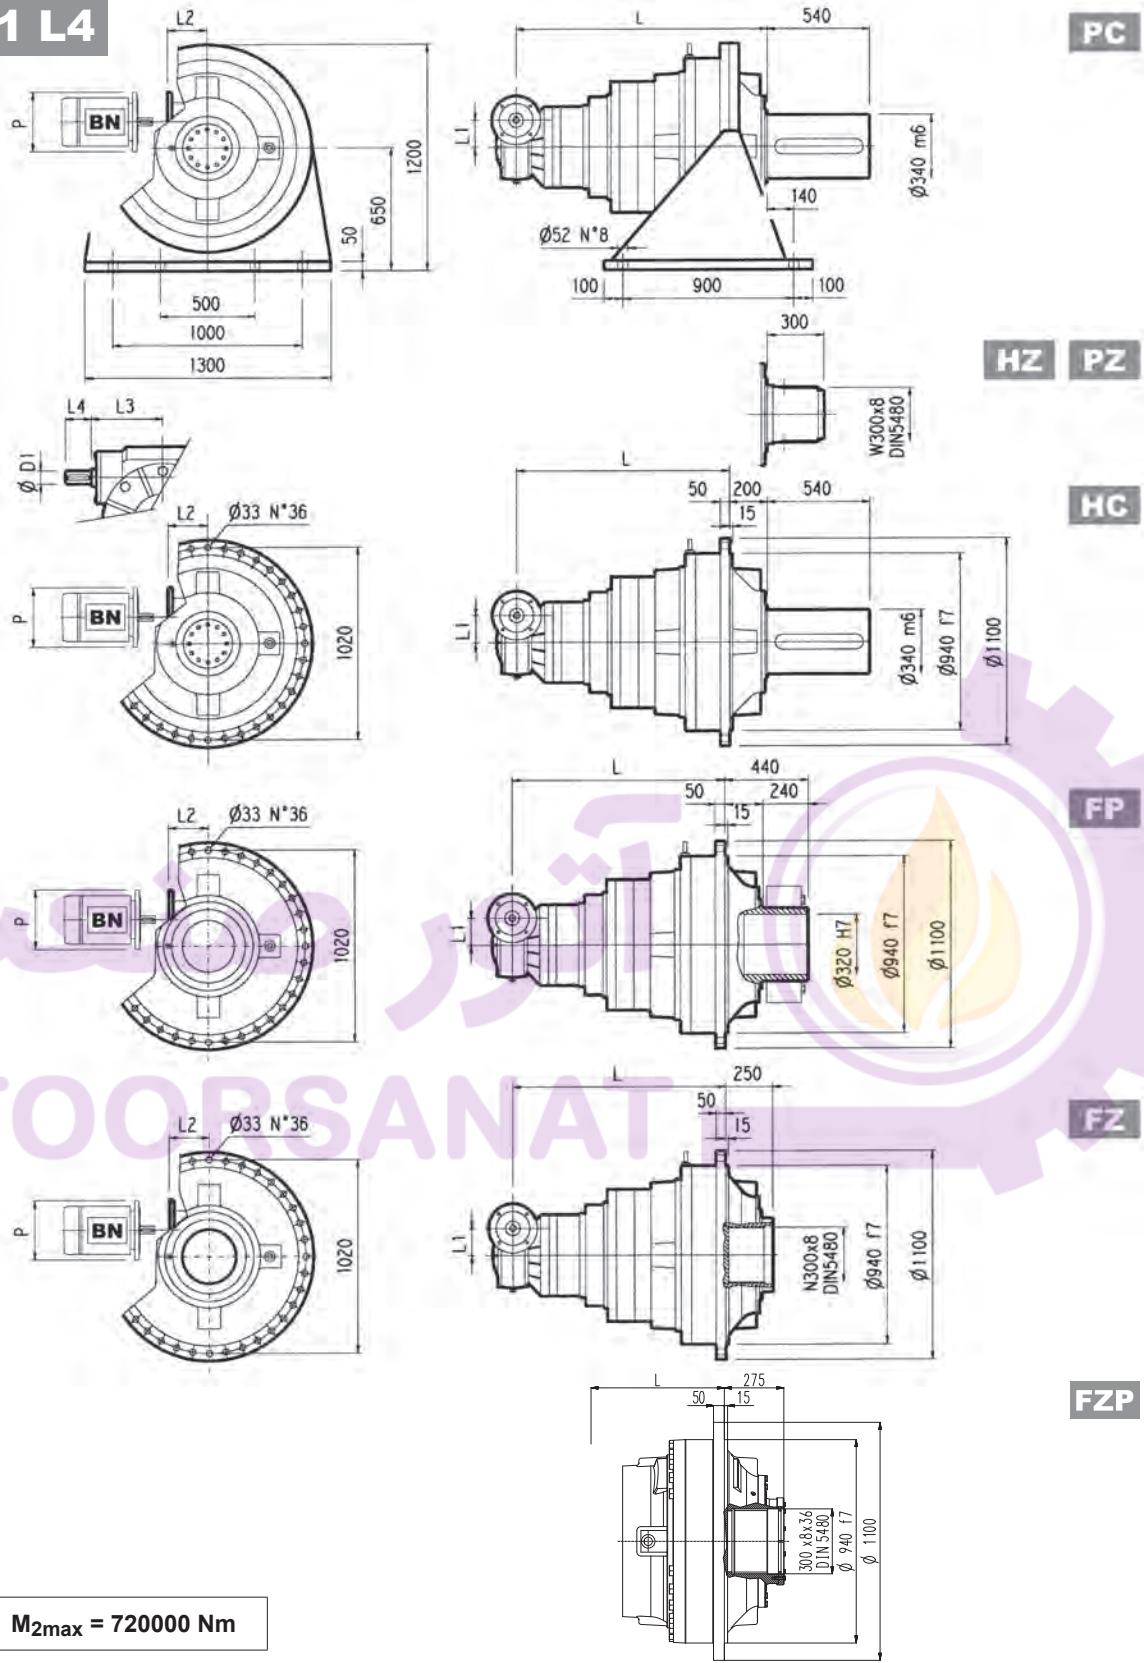 1 L4
PC
L2
P
BN
1200
650
50
500
1000
1300
L
540
L1
Ø340 m6
140
Ø52 N°8
100
900
100
HZ
PZ
300
W300x8
DIN5480
L4
L3
Ø D1
HC
L2
Ø33 N°36
P
BN
1020
L
50
200
540
15
L1
Ø340 m6
Ø940 f7
Ø1100
FP
L2
Ø33 N°36
P
BN
1020
L
440
50
240
15
L1
Ø320 H7
Ø940 f7
Ø1100
آتور صنعت
TOORSANAT
FZ
L2
Ø33 N°36
P
BN
1020
L
250
50
15
L1
N300x8
DIN5480
Ø940 f7
Ø1100
FZP
L
275
50
15
300 x8x36
DIN 5480
Ø 940 f7
Ø 1100
M2max = 720000 Nm